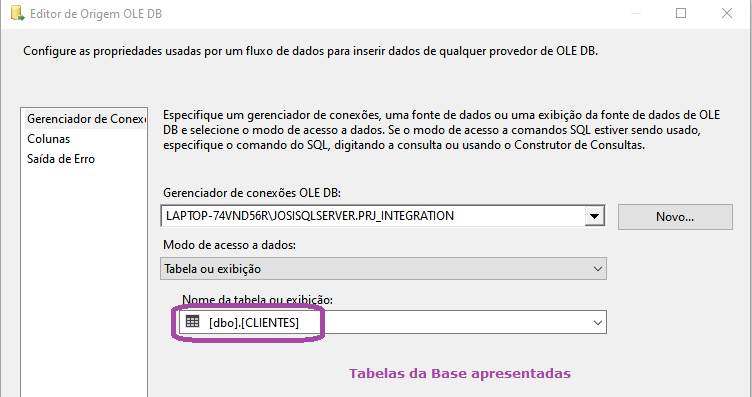 Editor de Origem OLE DB
Configure as propriedades usadas por um fluxo de dados para inserir dados de qualquer provedor de OLE DB.
Gerenciador de Conex
Colunas
Saída de Erro
Especifique um gerenciador de conexões, uma fonte de dados ou uma exibição da fonte de dados de OLE
DB e selecione o modo de acesso a dados. Se o modo de acesso a comandos SQL estiver sendo usado,
especifique o comando do SQL, digitando a consulta ou usando o Construtor de Consultas.
Gerenciador de conexões OLE DB:
LAPTOP-74VND56R\JOSISQLSERVER.PRJ_INTEGRATION
Novo...
Modo de acesso a dados:
Tabela ou exibição
Nome da tabela ou exibição:
[dbo].[CLIENTES]
Tabelas da Base apresentadas